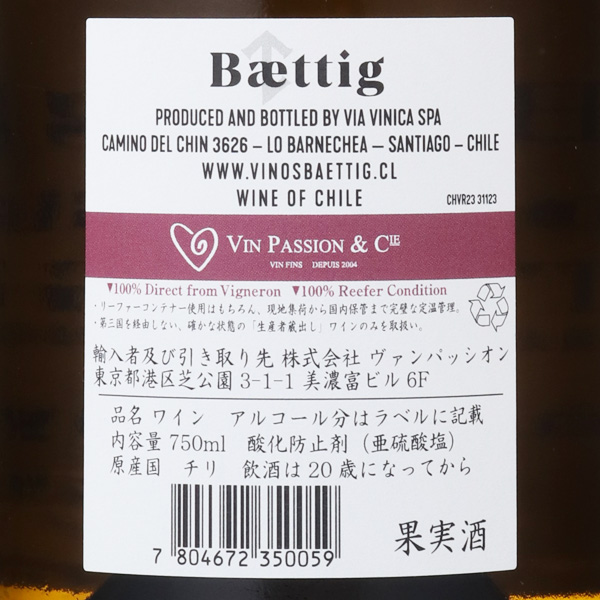 Bættig
PRODUCED AND BOTTLED BY VIA VINICA SPA
CAMINO DEL CHIN 3626 – LO BARNECHEA – SANTIAGO – CHILE
WWW.VINOSBAETTIG.CL
WINE OF CHILE
CHVR23 31123
VIN PASSION & CIE
VIN FINS DEPUIS 2004
▼100% Direct from Vigneron ▼100% Reefer Condition
・リーファーコンテナー使用はもちろん、現地集荷から国内保管まで完璧な定温管理。
・第三国を経由しない、確かな状態の「生産者蔵出し」ワインのみを取扱い。
輸入者及び引き取り先 株式会社 ヴァンパッシオン
東京都港区芝公園 3-1-1 美濃富ビル 6F
品名 ワイン アルコール分はラベルに記載
内容量 750ml 酸化防止剤（亜硫酸塩）
原産国 チリ 飲酒は 20 歳になってから
7 804672 350059
果実酒